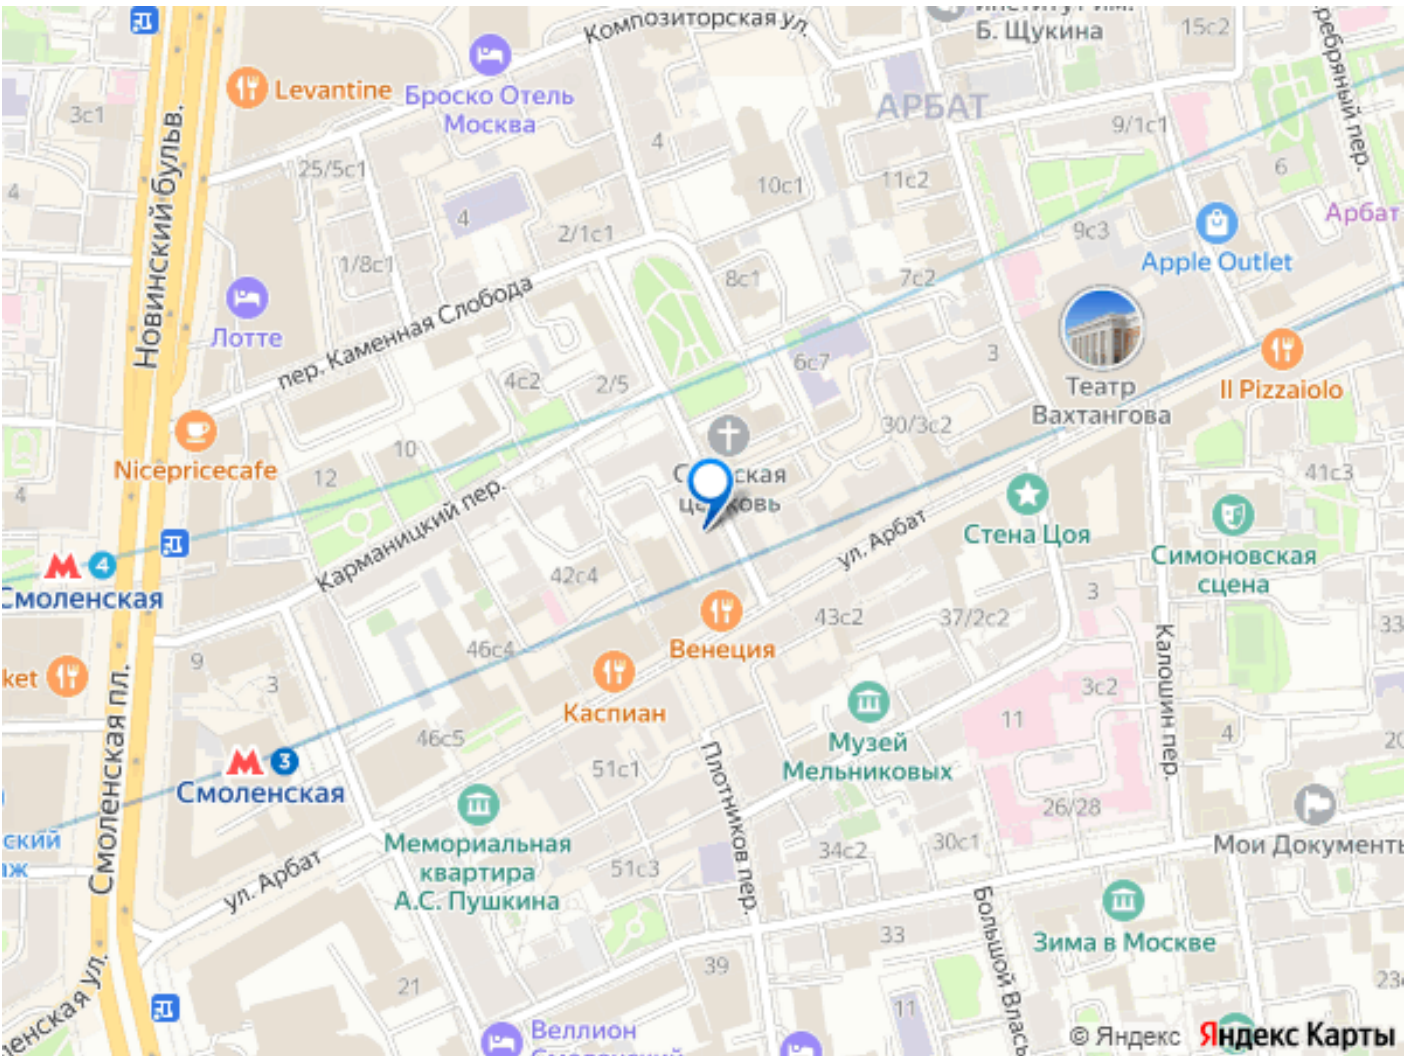 Композиторская ул.
Б. Щукина
15с2
Levantine
Броско Отель
Москва
3с1
АРБАТ
9/1с1
4
25/5с1
10с1
11с2
6
4
4
Новинский бульв.
Арбат
2/1с1
9с3
1/8с1
8с1
7с2
Apple Outlet
Лотте
пер. Каменная Слобода
6с7
3
Театр
Вахтангова
Il Pizzaiolo
4с2
2/5
30/3с2
Nicepricecafe
10
12
41с3
4
Карманицкий пер.
ул. Арбат
Стена Цоя
Симоновская
сцена
4
Смоленская
42с4
3
43с2
37/2с2
33
Венеция
46с4
9
3
ket
Каспиан
3с2
11
Калошин пер.
4
Смоленская пл.
46с5
3
Смоленская
51с1
Плотников пер.
Музей
Мельниковых
26/28
Мои Документы
ский
Мемориальная
квартира
А.С. Пушкина
51с3
34с2
30с1
ул. Арбат
33
39
21
Зима в Москве
11
Веллион
© Яндекс Яндекс Карты